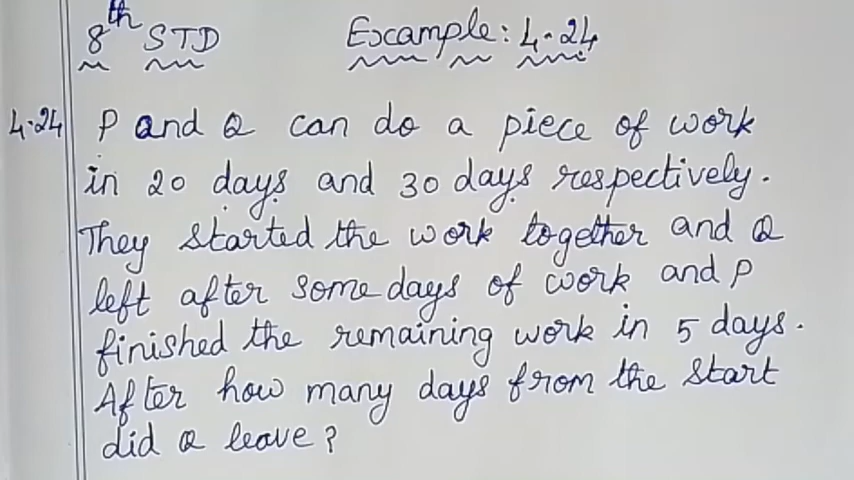 8th STD Example: 4.24
4.24 P and Q can do a piece of work
in 20 days and 30 days respectively.
They started the work together and Q
left after some days of work and P
finished the remaining work in 5 days.
After how many days from the start
did Q leave?